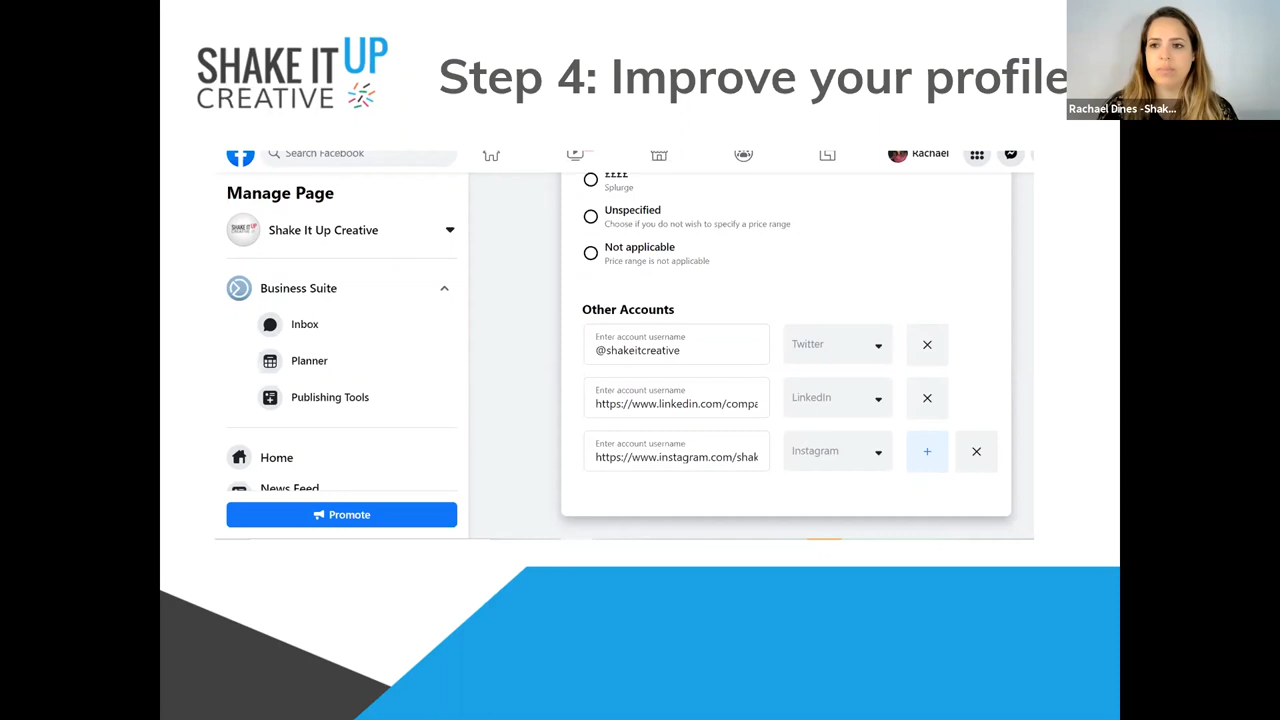 SHAKE IT UP
CREATIVE
Step 4: Improve your profile
Rachael Dines -Shak...
Search Facebook
Rachael
Manage Page
Shake It Up Creative
Business Suite
Inbox
Planner
Publishing Tools
Home
News Feed
Promote
££££
Splurge
Unspecified
Choose if you do not wish to specify a price range
Not applicable
Price range is not applicable
Other Accounts
Enter account username
@shakeitcreative
Twitter
Enter account username
https://www.linkedin.com/compa
LinkedIn
Enter account username
https://www.instagram.com/shak
Instagram